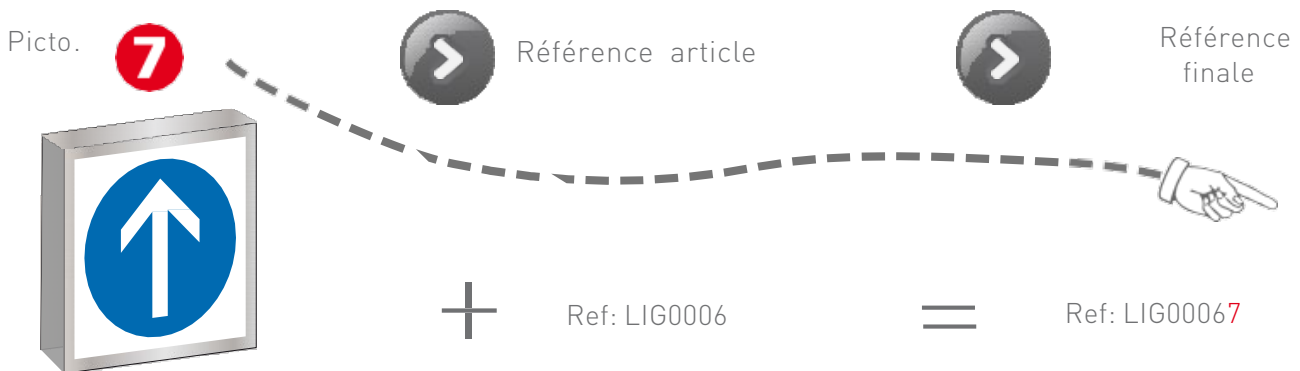 Picto.
7
Référence article
Référence
finale
Ref: LIG0006
Ref: LIG00067